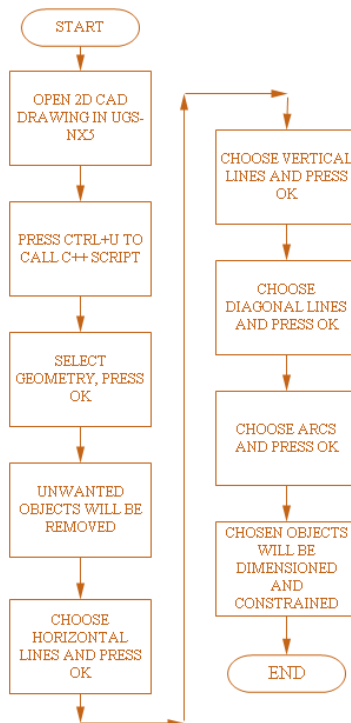 START
OPEN 2D CAD
DRAWING IN UGS-
NX5
PRESS CTRL+U TO
CALL C++ SCRIPT
SELECT
GEOMETRY, PRESS
OK
UNWANTED
OBJECTS WILL BE
REMOVED
CHOOSE
HORIZONTAL
LINES AND PRESS
OK
CHOOSE VERTICAL
LINES AND PRESS
OK
CHOOSE
DIAGONAL LINES
AND PRESS OK
CHOOSE ARCS
AND PRESS OK
CHOSEN OBJECTS
WILL BE
DIMENSIONED
AND
CONSTRAINED
END